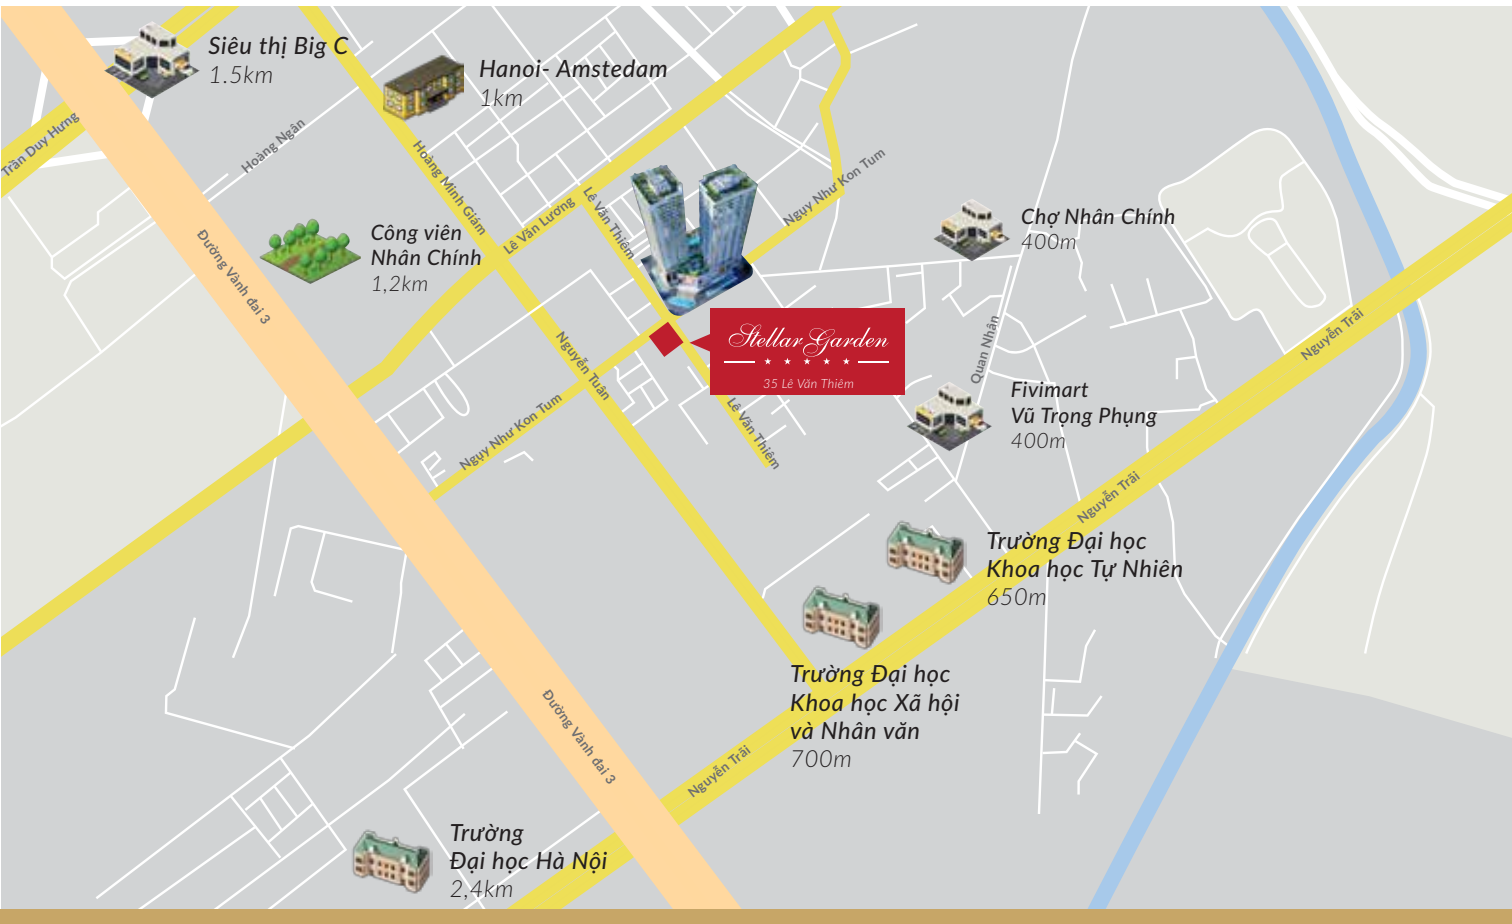 Siêu thị Big C
1.5km
Hanoi- Amstedam
1km
Trần Duy Hưng
Hoàng Ngân
Hoàng Minh Giám
Lê Văn Lương
Lê Văn Thiêm
Ngụy Như Kon Tum
Chợ Nhân Chính
400m
Công viên
Nhân Chính
1,2km
Đường Vành đai 3
Stellar Garden
35 Lê Văn Thiêm
Nguyễn Tuân
Quan Nhân
Nguyễn Trãi
Fivimart
Vũ Trọng Phụng
400m
Ngụy Như Kon Tum
Lê Văn Thiêm
Nguyễn Trãi
Trường Đại học
Khoa học Tự Nhiên
650m
Trường Đại học
Khoa học Xã hội
và Nhân văn
700m
Đường Vành đai 3
Nguyễn Trãi
Trường
Đại học Hà Nội
2,4km